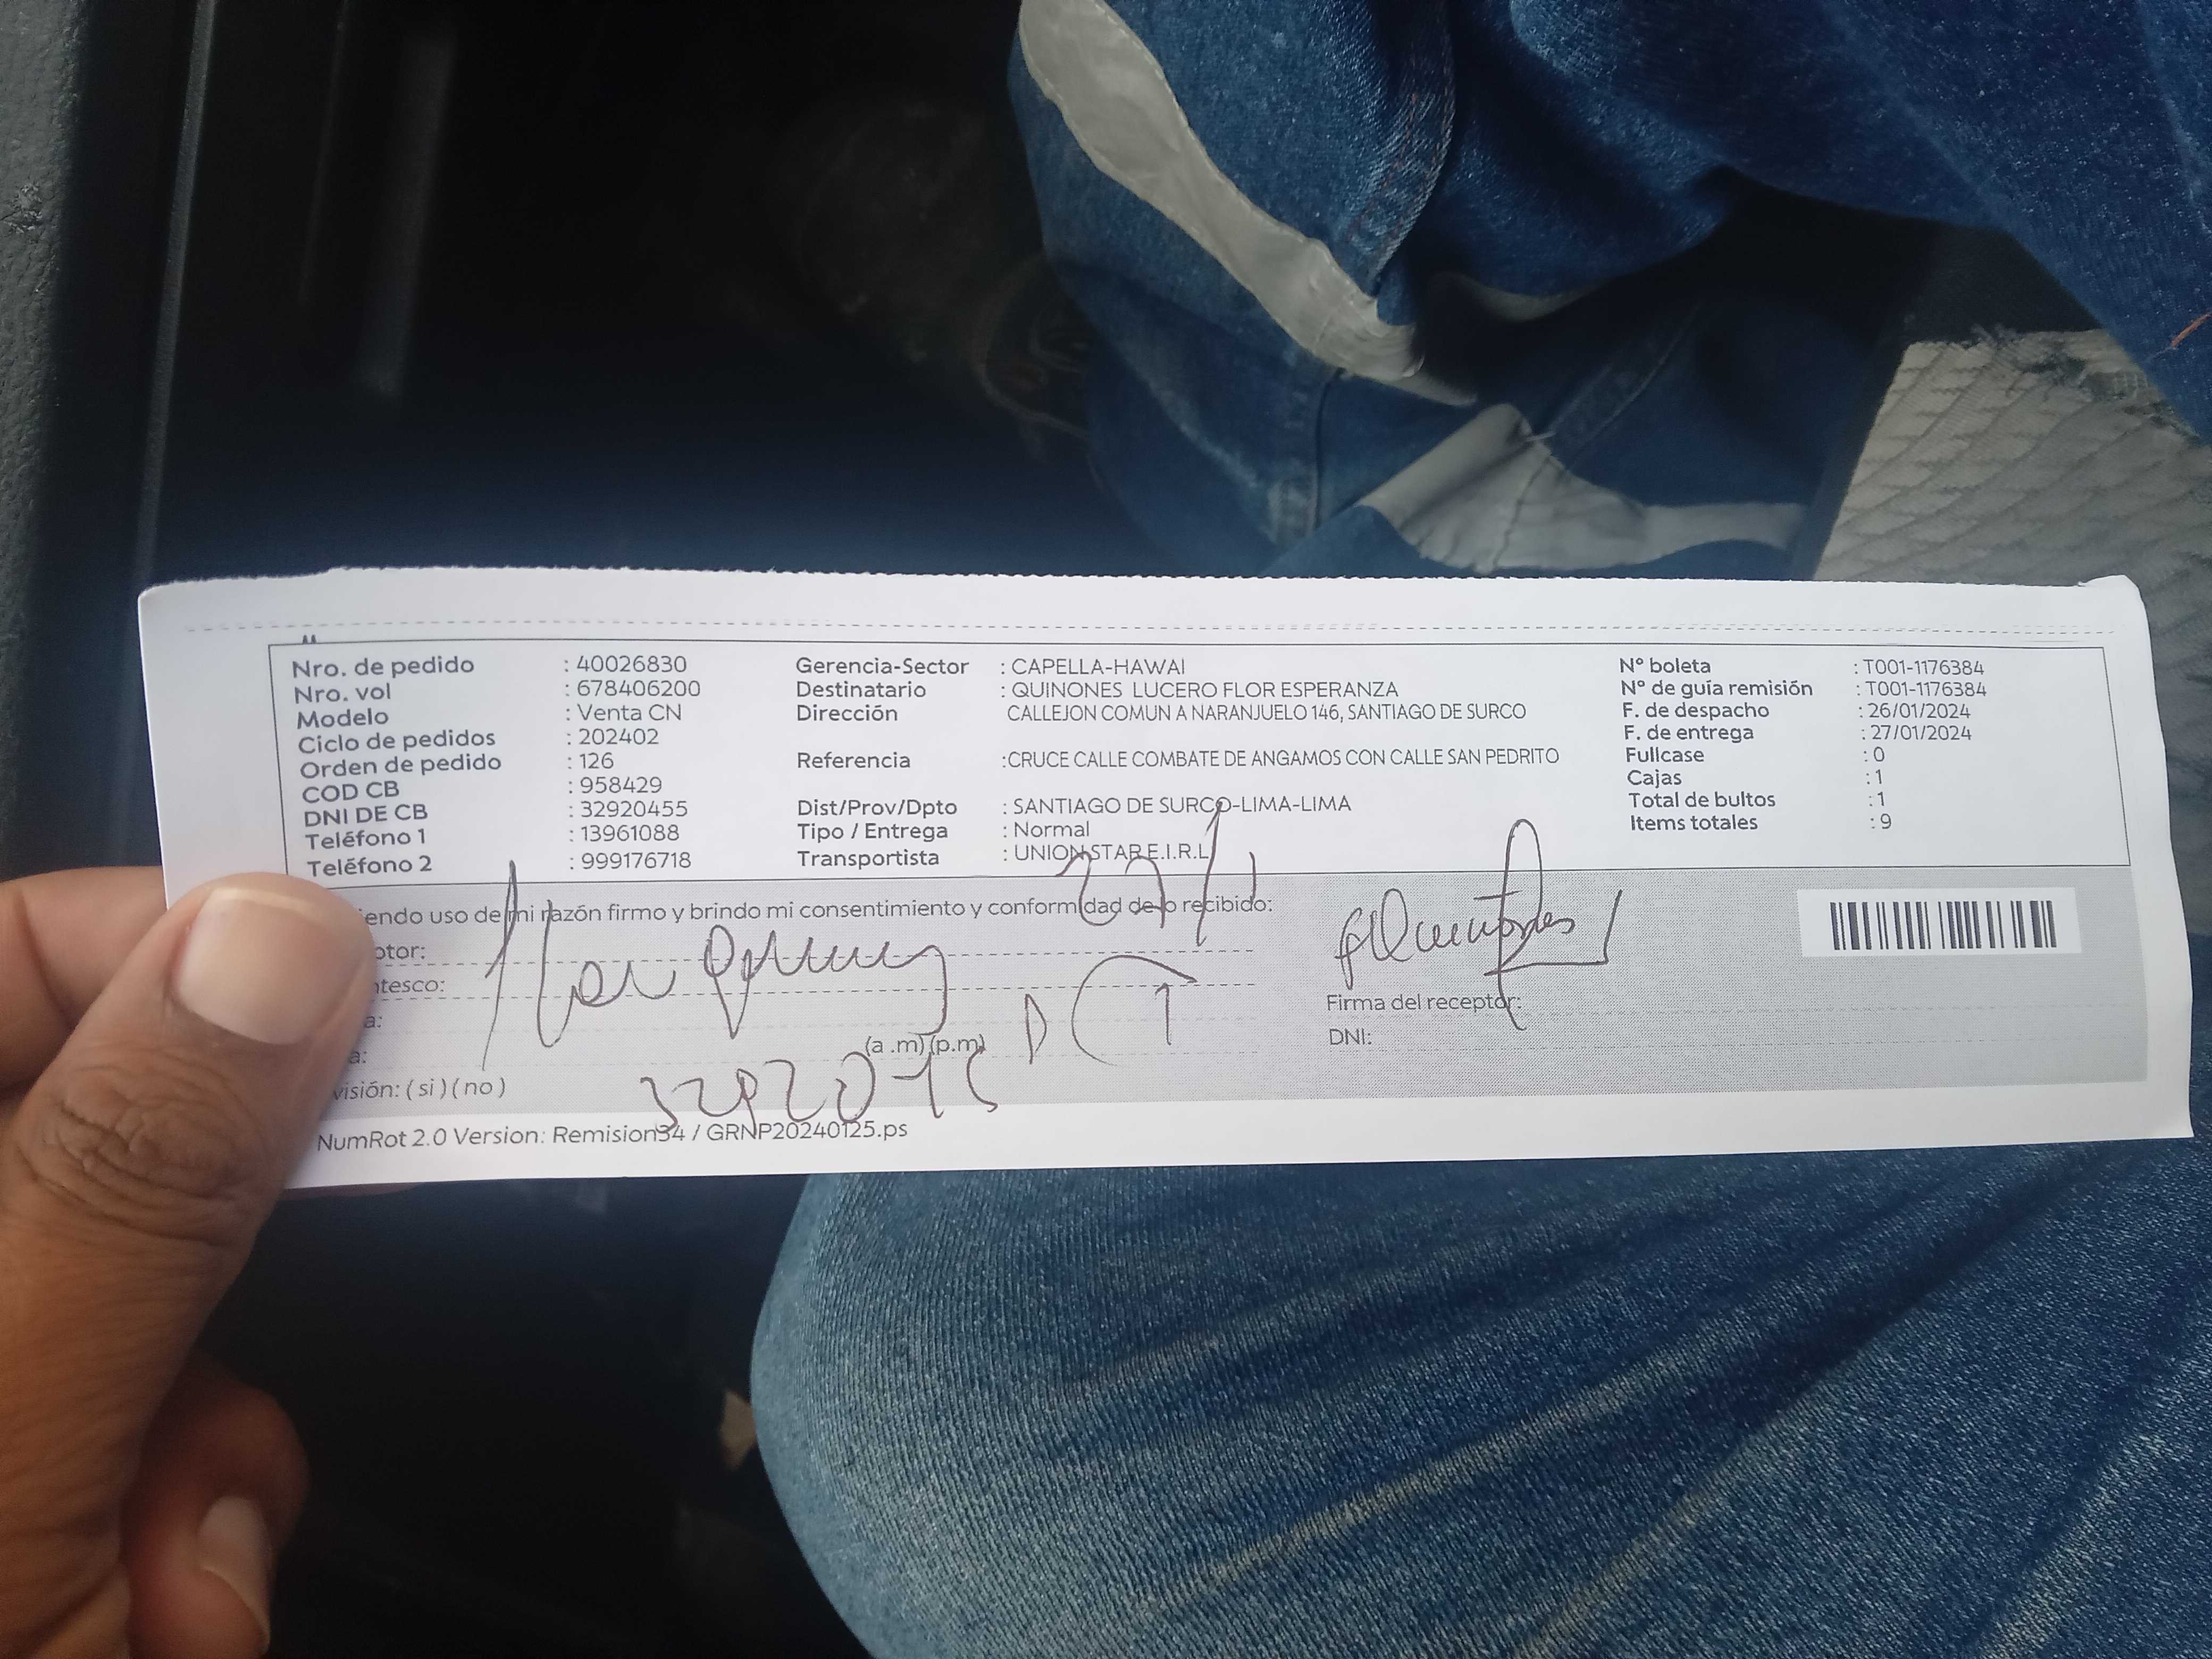 Nro. de pedido : 40026830
Nro. vol : 678406200
Modelo : Venta CN
Ciclo de pedidos : 202402
Orden de pedido : 126
COD CB : 958429
DNI DE CB : 32920455
Teléfono 1 : 13961088
Teléfono 2 : 999176718
Gerencia-Sector : CAPELLA-HAWAI
Destinatario : QUINONES LUCERO FLOR ESPERANZA
Dirección CALLEJON COMUN A NARANJUELO 146, SANTIAGO DE SURCO
Referencia :CRUCE CALLE COMBATE DE ANGAMOS CON CALLE SAN PEDRITO
Dist/Prov/Dpto : SANTIAGO DE SURCO-LIMA-LIMA
Tipo / Entrega : Normal
Transportista : UNION STAR E.I.R.L
N° boleta : T001-1176384
N° de guía remisión : T001-1176384
F. de despacho : 26/01/2024
F. de entrega : 27/01/2024
Fullcase : 0
Cajas : 1
Total de bultos : 1
Items totales : 9
iendo uso de mi razón firmo y brindo mi consentimiento y conformidad de lo recibido:
otor: Flor
ntesco:
a:
a: (a .m) (p.m)
visión: ( si ) ( no )
Firma del receptor:
DNI:
NumRot 2.0 Version: Remision34 / GRNP20240125.ps